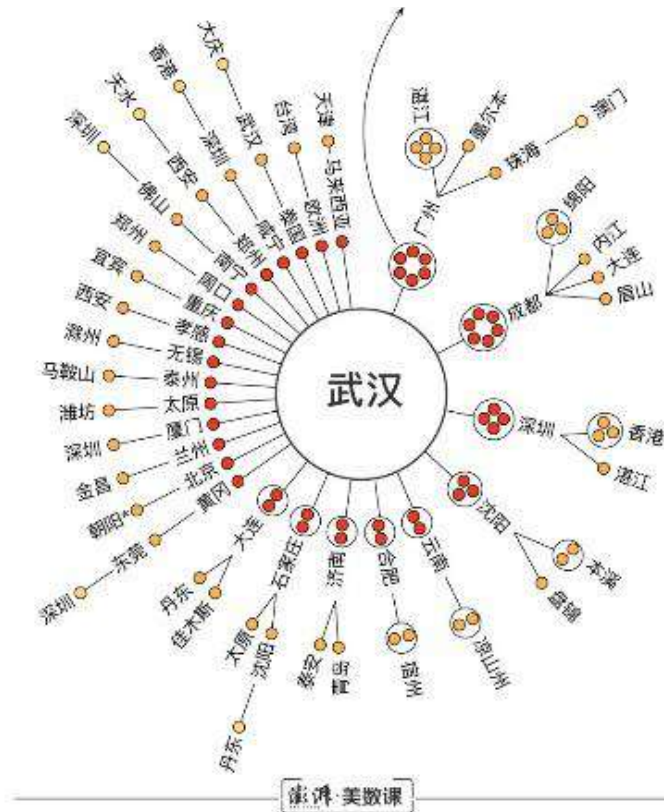 武汉
广州
湛江
墨尔本
珠海
澳门
成都
绵阳
内江
大连
眉山
深圳
香港
湛江
沈阳
本溪
盘锦
云南
凉山州
合肥
宿州
济南
泰安
青岛
石家庄
太原
沈阳
丹东
大连
丹东
佳木斯
黄冈
东莞
深圳
北京
朝阳*
兰州
金昌
厦门
深圳
太原
潍坊
泰州
马鞍山
无锡
滁州
孝感
西安
重庆
宜宾
周口
郑州
南宁
佛山
深圳
郑州
西安
天水
咸宁
深圳
香港
泰国
武汉
大庆
欧洲
台湾
马来西亚
天津
澎湃·美数课